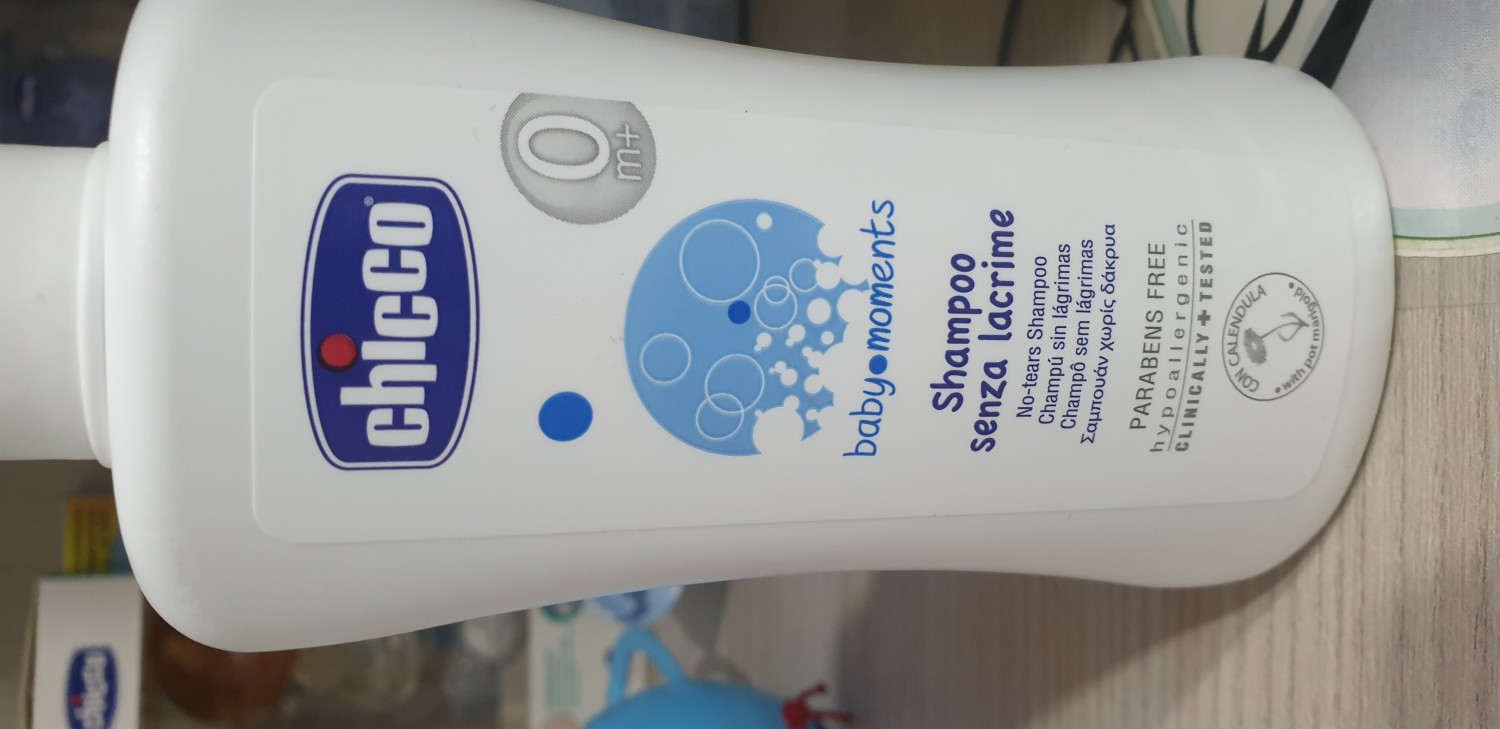 chicco®
0
m+
baby moments
Shampoo
senza lacrime
No-tears Shampoo
Champú sin lágrimas
Champô sem lágrimas
Σαμπουάν χωρίς δάκρυα
PARABENS FREE
hypoallergenic
CLINICALLY + TESTED
CON CALENDULA
• with pot marigold •
chicco